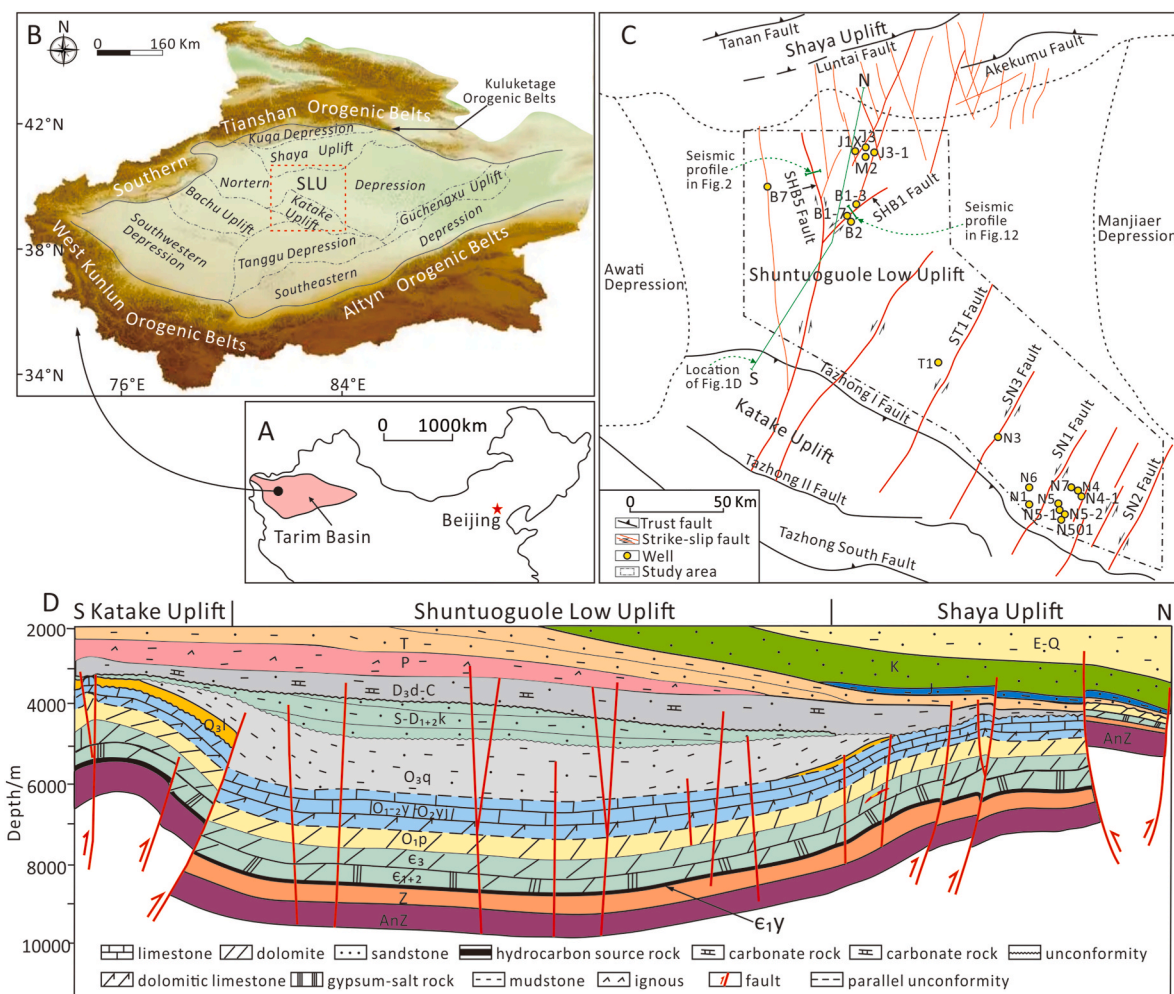 B
N
0 160 Km
Kuluketage
Orogenic Belts
42°N
38°N
34°N
76°E
84°E
Tianshan Orogenic Belts
Southern
Kuqa Depression
Shaya Uplift
Nortern
SLU
Depression
Katake
Uplift
Bachu Uplift
Guchengxu Uplift
Southwestern
Depression
Tanggu Depression
Southeastern
Depression
West Kunlun Orogenic Belts
Altyn Orogenic Belts
A
0 1000km
Beijing
Tarim Basin
C
Tanan Fault
Shaya Uplift
Luntai Fault
Akekumu Fault
N
J1X
J3
J3-1
M2
Seismic
profile
in Fig.2
B7
SHB5 Fault
B1-3
B1-7
B2
SHB1 Fault
Seismic
profile
in Fig.12
Manjiaer
Depression
Awati
Depression
Shuntuoguole Low Uplift
ST1 Fault
T1
Location
of Fig.1D
S
Tazhong I Fault
SN3 Fault
Katake Uplift
N3
SN1 Fault
N6
N7
N4
N1
N5
N4-1
N5-1
N5-2
N501
SN2 Fault
Tazhong II Fault
Tazhong South Fault
0 50 Km
Trust fault
Strike-slip fault
Well
Study area
D
S Katake Uplift
Shuntuoguole Low Uplift
Shaya Uplift
N
2000
4000
6000
8000
10000
Depth/m
T
P
D₃d-C
S-D₁₊₂k
O₃l
O₃q
O₁₋₂y
O₂yj
O₁p
Є₃
Є₁₊₂
Z
AnZ
Є₁y
E-Q
K
J
AnZ
limestone
dolomite
sandstone
hydrocarbon source rock
carbonate rock
carbonate rock
unconformity
dolomitic limestone
gypsum-salt rock
mudstone
ignous
fault
parallel unconformity